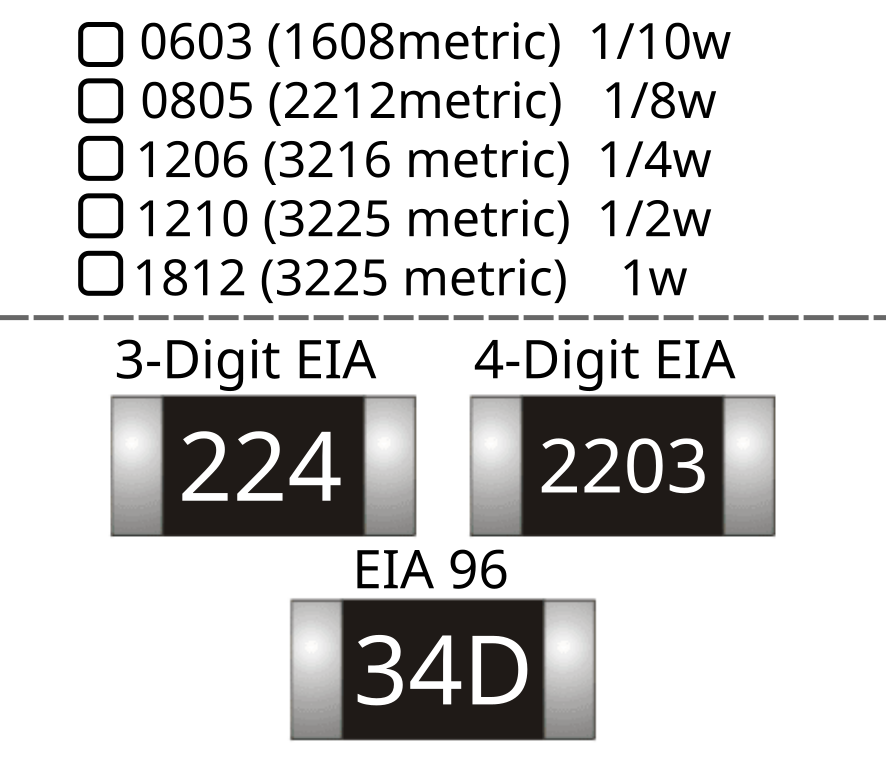 0603 (1608metric) 1/10w
0805 (2212metric) 1/8w
1206 (3216 metric) 1/4w
1210 (3225 metric) 1/2w
1812 (3225 metric) 1w
3-Digit EIA
4-Digit EIA
224
2203
EIA 96
34D